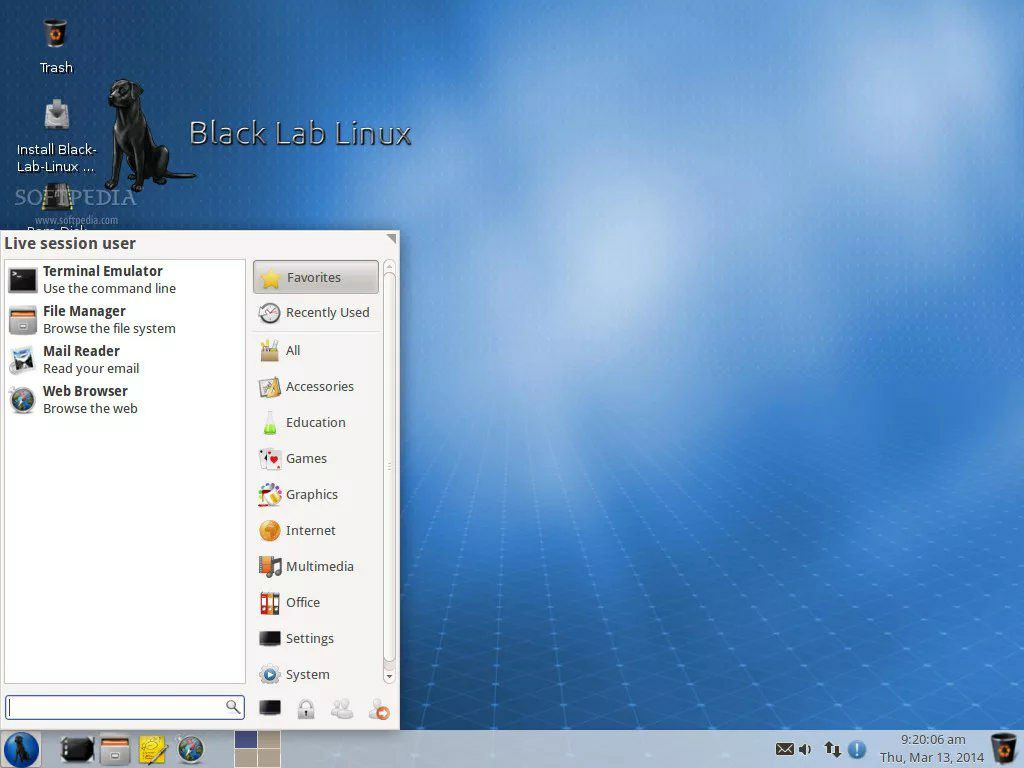 Trash
Install Black-
Lab-Linux ...
Black Lab Linux
SOFTPEDIA
www.softpedia.com
Live session user
Terminal Emulator
Use the command line
File Manager
Browse the file system
Mail Reader
Read your email
Web Browser
Browse the web
Favorites
Recently Used
All
Accessories
Education
Games
Graphics
Internet
Multimedia
Office
Settings
System
9:20:06 am
Thu, Mar 13, 2014